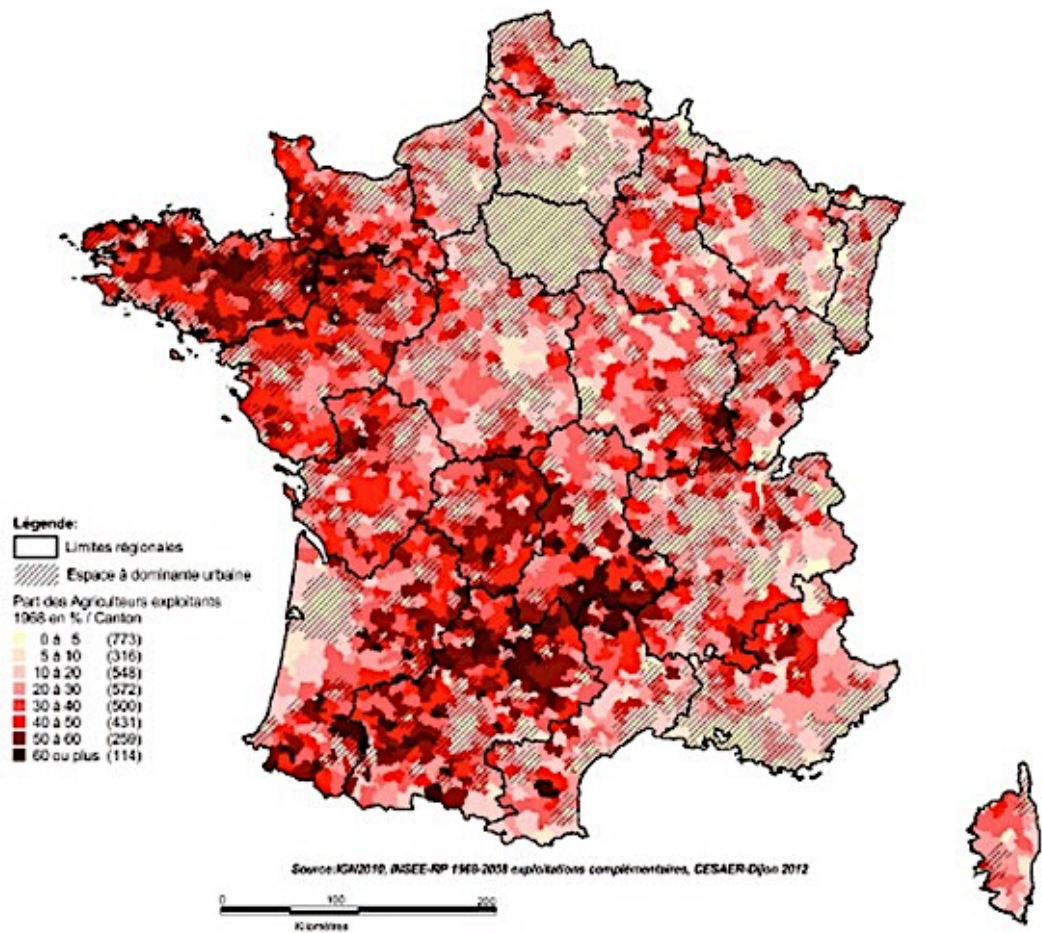 Légende:
Limites régionales
Espace à dominante urbaine
Part des Agriculteurs exploitants
1968 en % / Canton
0 à 5 (773)
5 à 10 (316)
10 à 20 (548)
20 à 30 (572)
30 à 40 (500)
40 à 50 (431)
50 à 60 (259)
60 ou plus (114)
Source:IGN2010, INSEE-RP 1968-2008 exploitations complémentaires, CESAER-Dijon 2012
0 100 200
Kilomètres